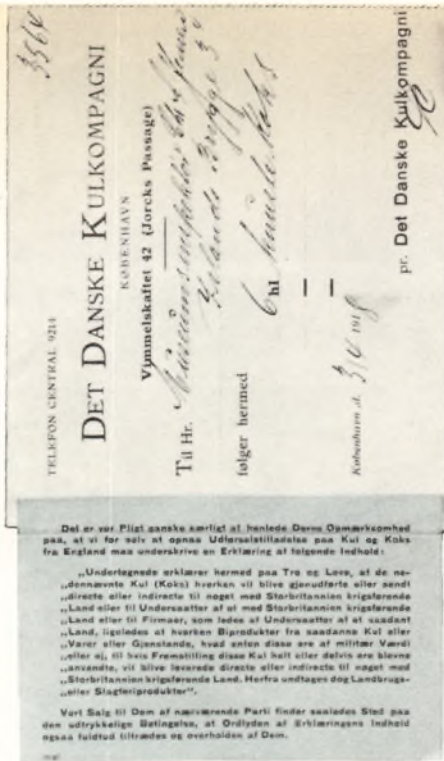 TELEFON CENTRAL 9214
3564
DET DANSKE KULKOMPAGNI
KØBENHAVN
Vimmelskaftet 42 (Jorcks Passage)
Til Hr. Museumsinspektør
Islands Brygge 3
følger hermed
6 hl knuste Koks
København d. 3/4 1918
pr. Det Danske Kulkompagni
Det er vor Pligt ganske særligt at henlede Deres Opmærksomhed
paa, at vi for selv at opnaa Udførselstilladelse paa Kul og Koks
fra England maa underskrive en Erklæring af følgende Indhold:
„Undertegnede erklærer hermed paa Tro og Love, at de ne-
„dennævnte Kul (Koks) hverken vil blive genudførte eller sendt
„directe eller indirecte til noget med Storbritannien krigsførende
„Land eller til Undersaatter af et med Storbritannien krigsførende
„Land eller til Firmaer, som ledes af Undersaatter af et saadant
„Land, ligeledes at hverken Biprodukter fra saadanne Kul eller
„Varer eller Gjenstande, hvad enten disse ere af militær Værdi
„eller ej, til hvis Fremstilling disse Kul helt eller delvis ere blevne
„anvendte, vil blive leverede directe eller indirecte til noget med
„Storbritannien krigsførende Land. Herfra undtages dog Landbrugs-
„eller Slagteriprodukter".
Vort Salg til Dem af nærværende Parti finder saaledes Sted paa
den udtrykkelige Betingelse, at Ordlyden af Erklæringens Indhold
ogsaa fuldtud tiltrædes og overholdes af Dem.